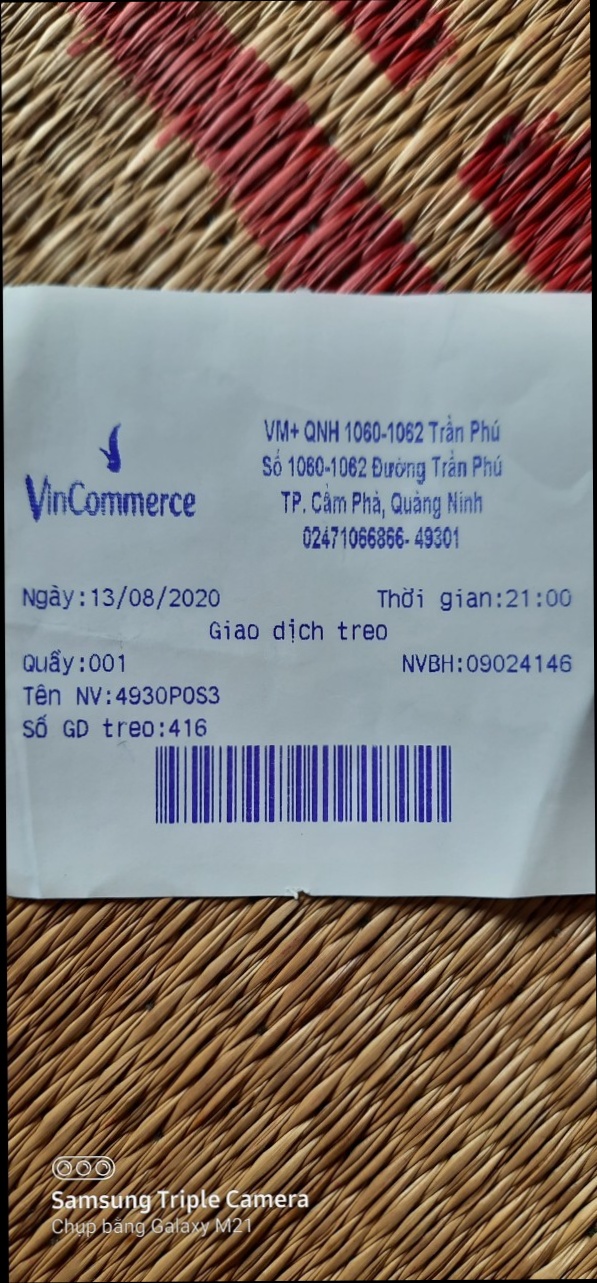 VinCommerce
VM+ QNH 1060-1062 Trần Phú
Số 1060-1062 Đường Trần Phú
TP. Cẩm Phả, Quảng Ninh
02471066866- 49301
Ngày:13/08/2020 Thời gian:21:00
Giao dịch treo
Quầy:001 NVBH:09024146
Tên NV:4930POS3
Số GD treo:416
Samsung Triple Camera
Chụp bằng Galaxy M21